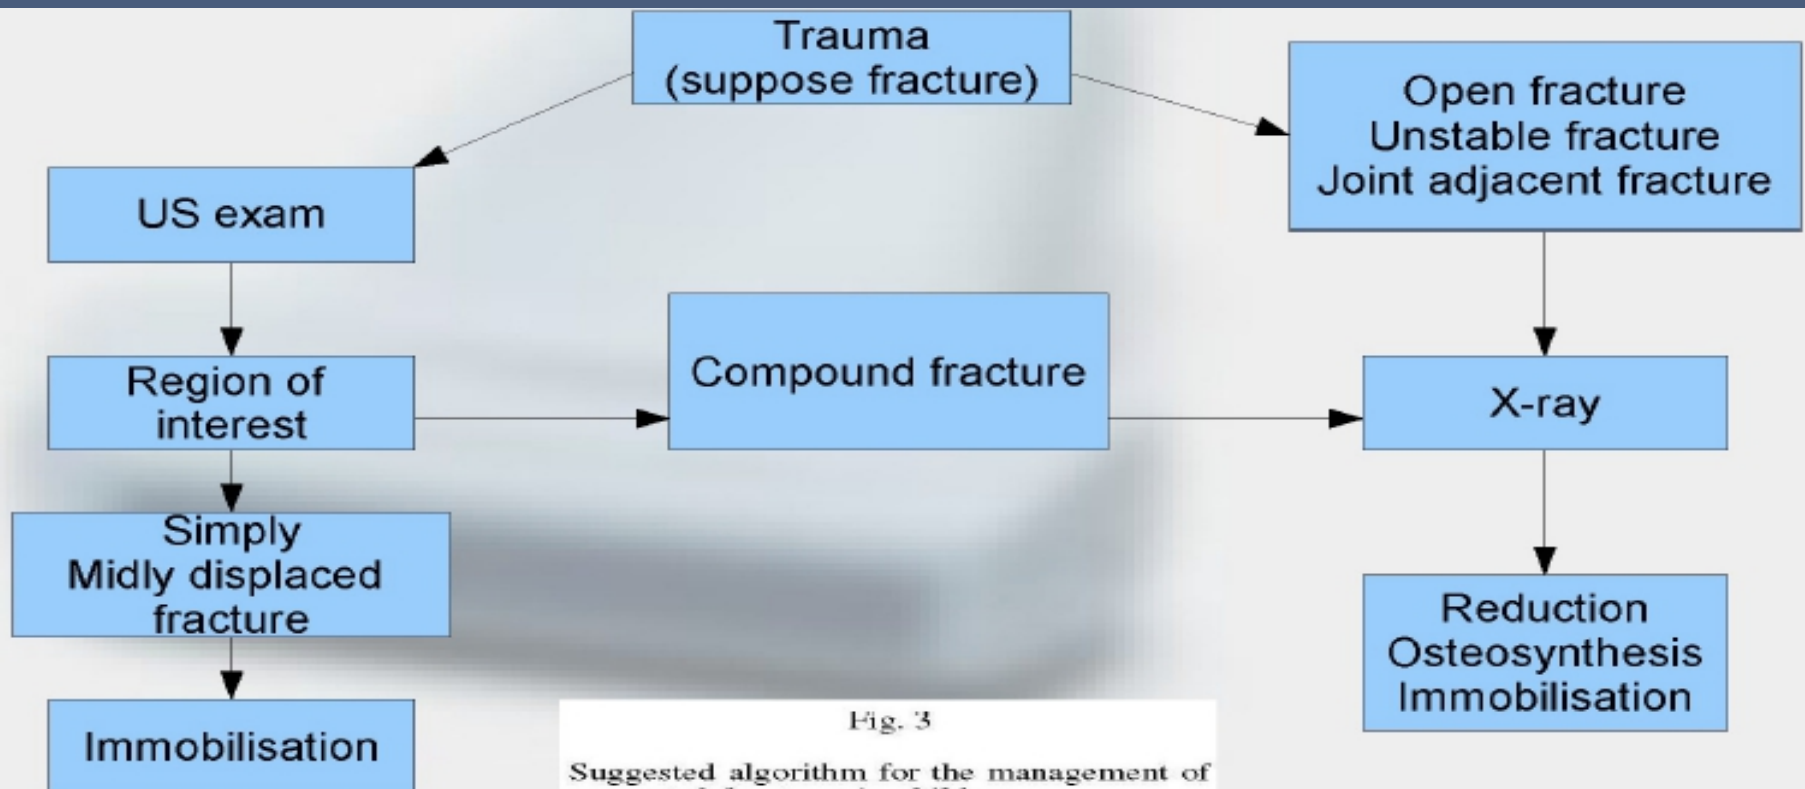 Trauma
(suppose fracture)
Open fracture
Unstable fracture
Joint adjacent fracture
US exam
Region of
interest
Compound fracture
X-ray
Simply
Midly displaced
fracture
Reduction
Osteosynthesis
Immobilisation
Immobilisation
Fig. 3
Suggested algorithm for the management of